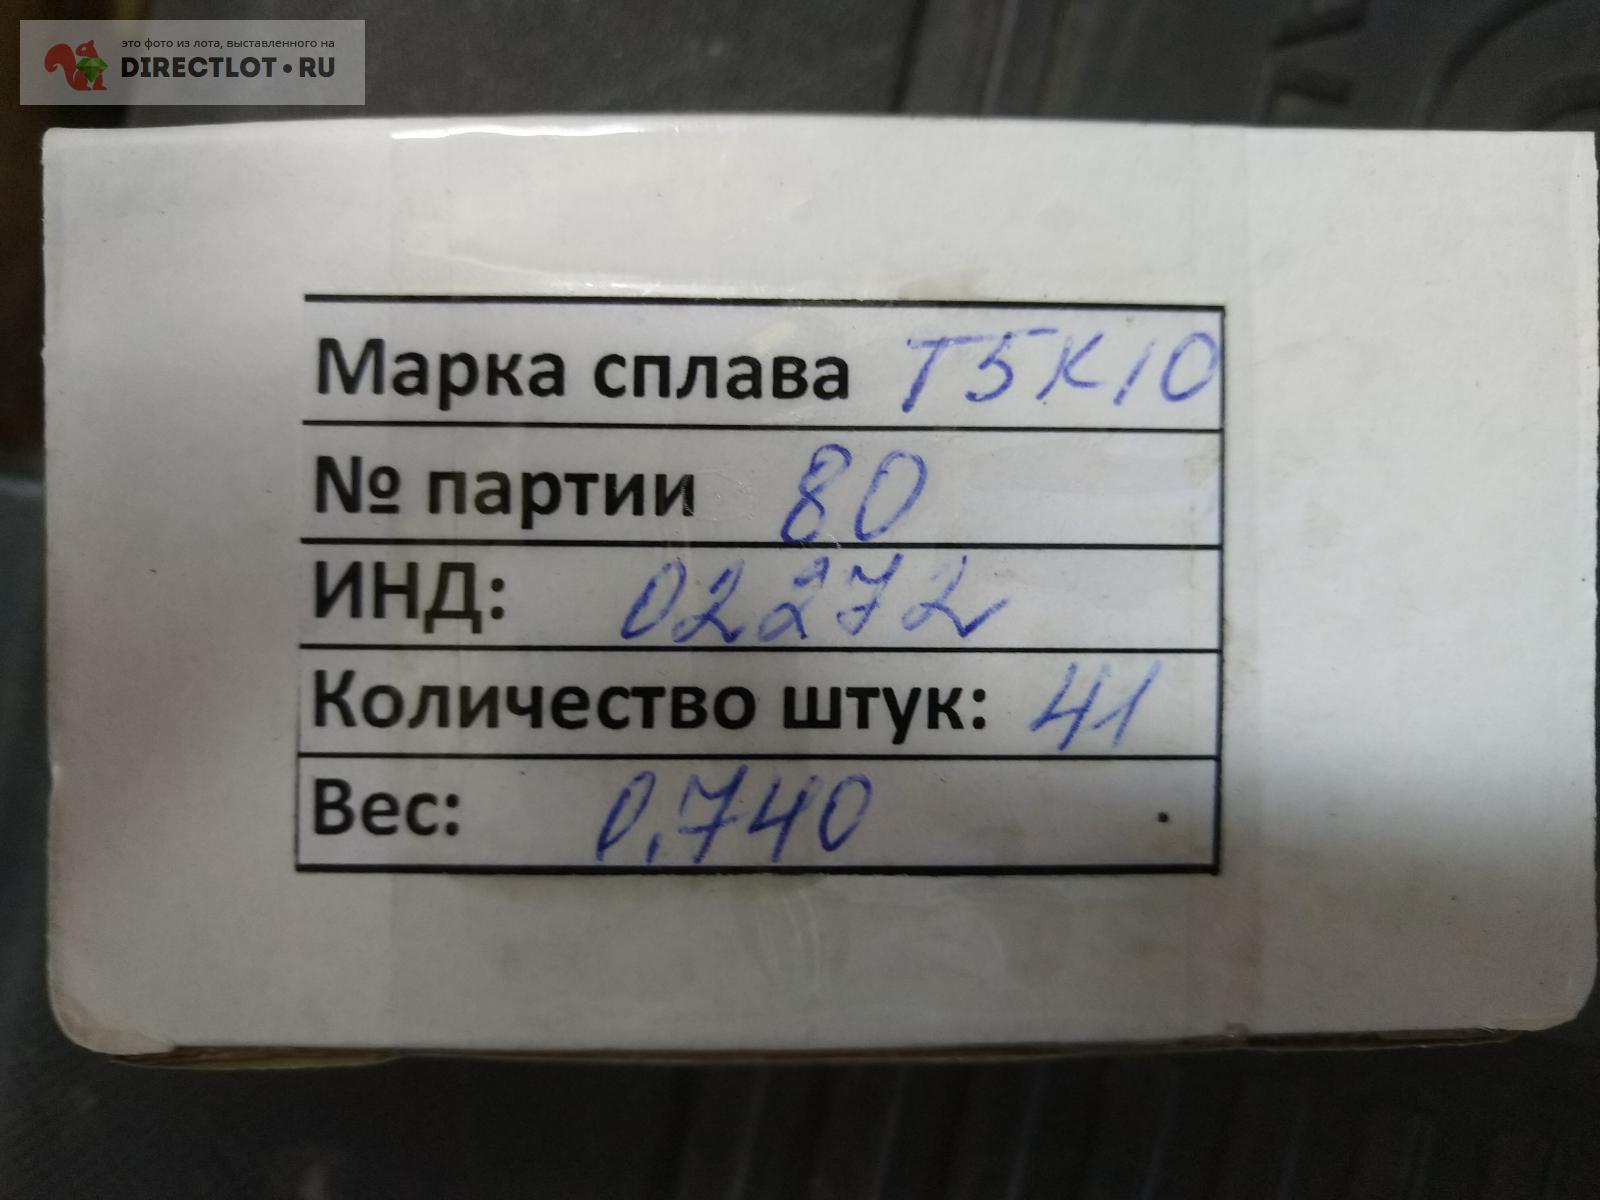 это фото из лота, выставленного на
DIRECTLOT•RU
Марка сплава Т5К10
№ партии 80
ИНД: 02272
Количество штук: 41
Вес: 0,740